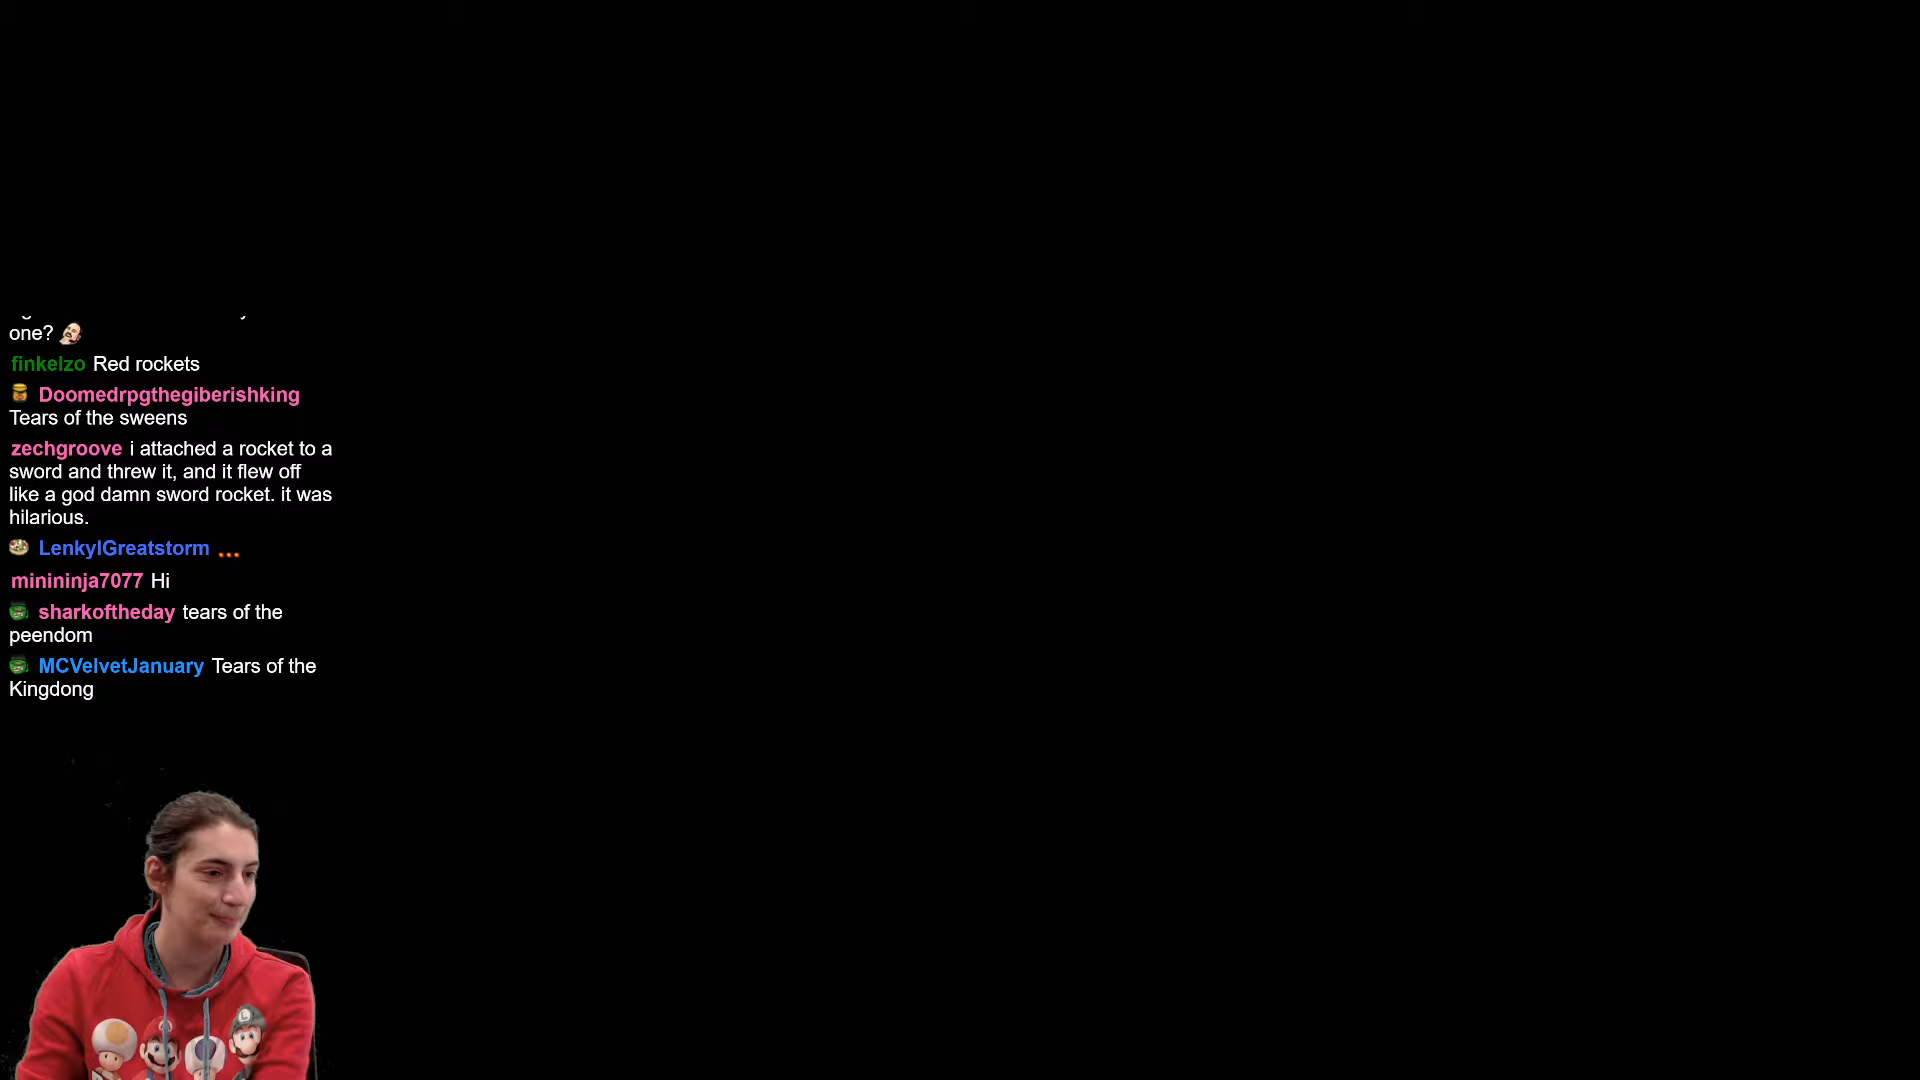 one?
finkelzo Red rockets
Doomedrpgthegiberishking
Tears of the sweens
zechgroove i attached a rocket to a
sword and threw it, and it flew off
like a god damn sword rocket. it was
hilarious.
LenkylGreatstorm ...
minininja7077 Hi
sharkoftheday tears of the
peendom
MCVelvetJanuary Tears of the
Kingdong